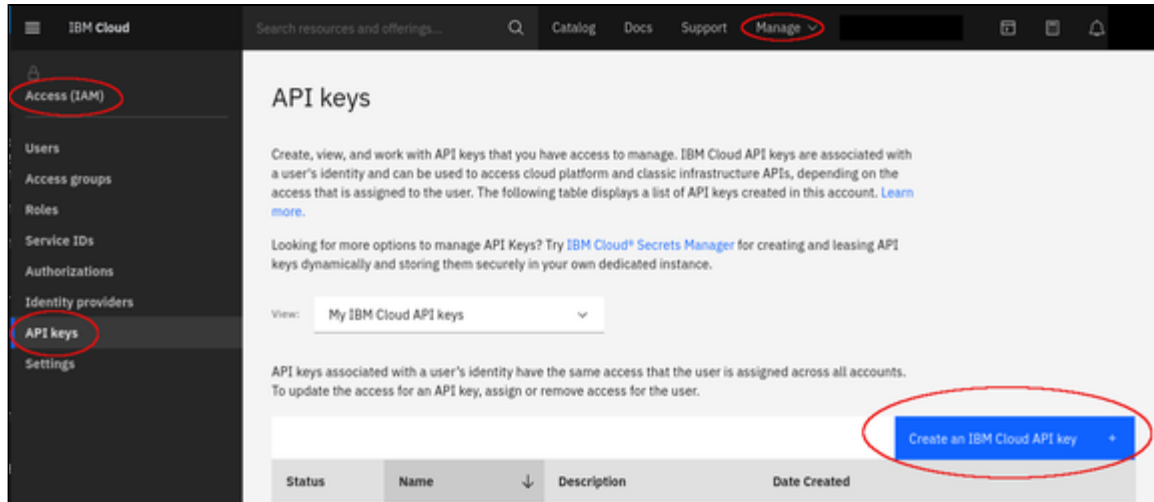 IBM Cloud
Search resources and offerings...
Catalog
Docs
Support
Manage
Access (IAM)
Users
Access groups
Roles
Service IDs
Authorizations
Identity providers
API keys
Settings
API keys
Create, view, and work with API keys that you have access to manage. IBM Cloud API keys are associated with
a user's identity and can be used to access cloud platform and classic infrastructure APIs, depending on the
access that is assigned to the user. The following table displays a list of API keys created in this account. Learn
more.
Looking for more options to manage API Keys? Try IBM Cloud® Secrets Manager for creating and leasing API
keys dynamically and storing them securely in your own dedicated instance.
View:
My IBM Cloud API keys
API keys associated with a user's identity have the same access that the user is assigned across all accounts.
To update the access for an API key, assign or remove access for the user.
Create an IBM Cloud API key +
Status
Name
Description
Date Created